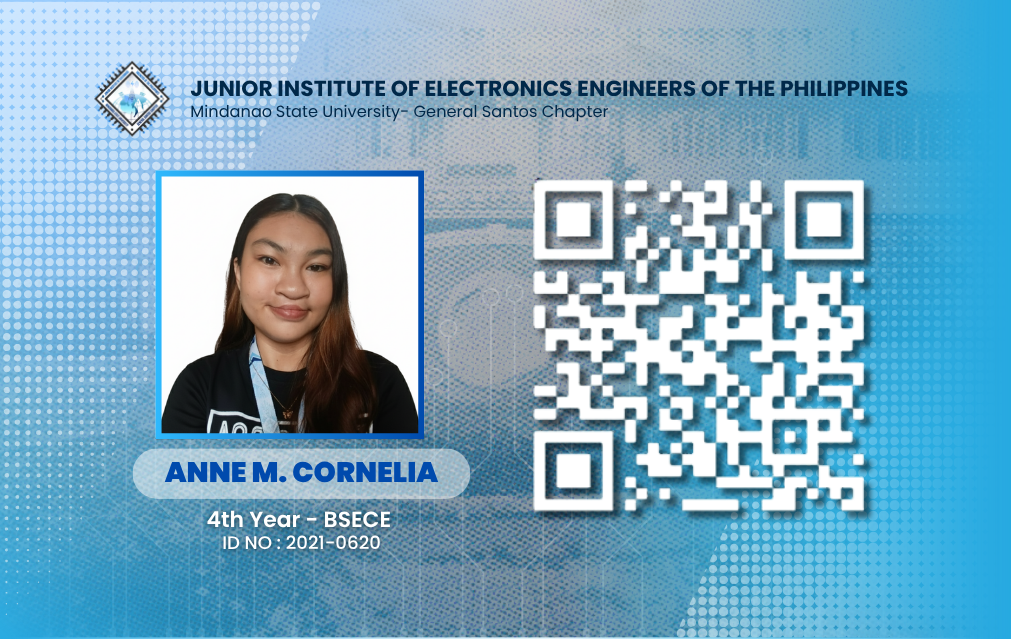 JUNIOR INSTITUTE OF ELECTRONICS ENGINEERS OF THE PHILIPPINES
Mindanao State University- General Santos Chapter
ANNE M. CORNELIA
4th Year - BSECE
ID NO : 2021-0620